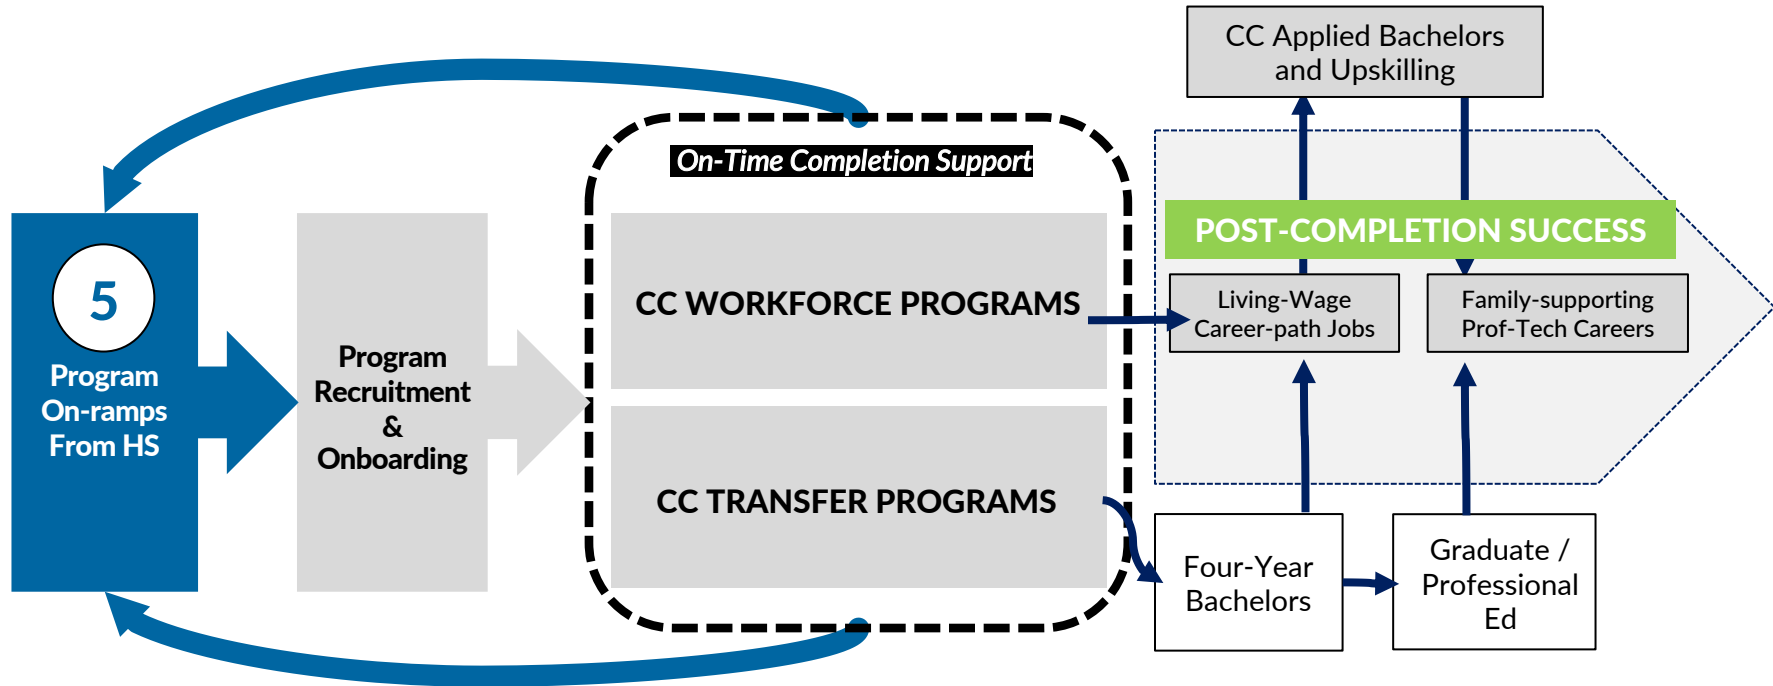 CC Applied Bachelors
and Upskilling
On-Time Completion Support
POST-COMPLETION SUCCESS
5
Program
On-ramps
From HS
Program
Recruitment
&
Onboarding
CC WORKFORCE PROGRAMS
Living-Wage
Career-path Jobs
Family-supporting
Prof-Tech Careers
CC TRANSFER PROGRAMS
Four-Year
Bachelors
Graduate /
Professional
Ed